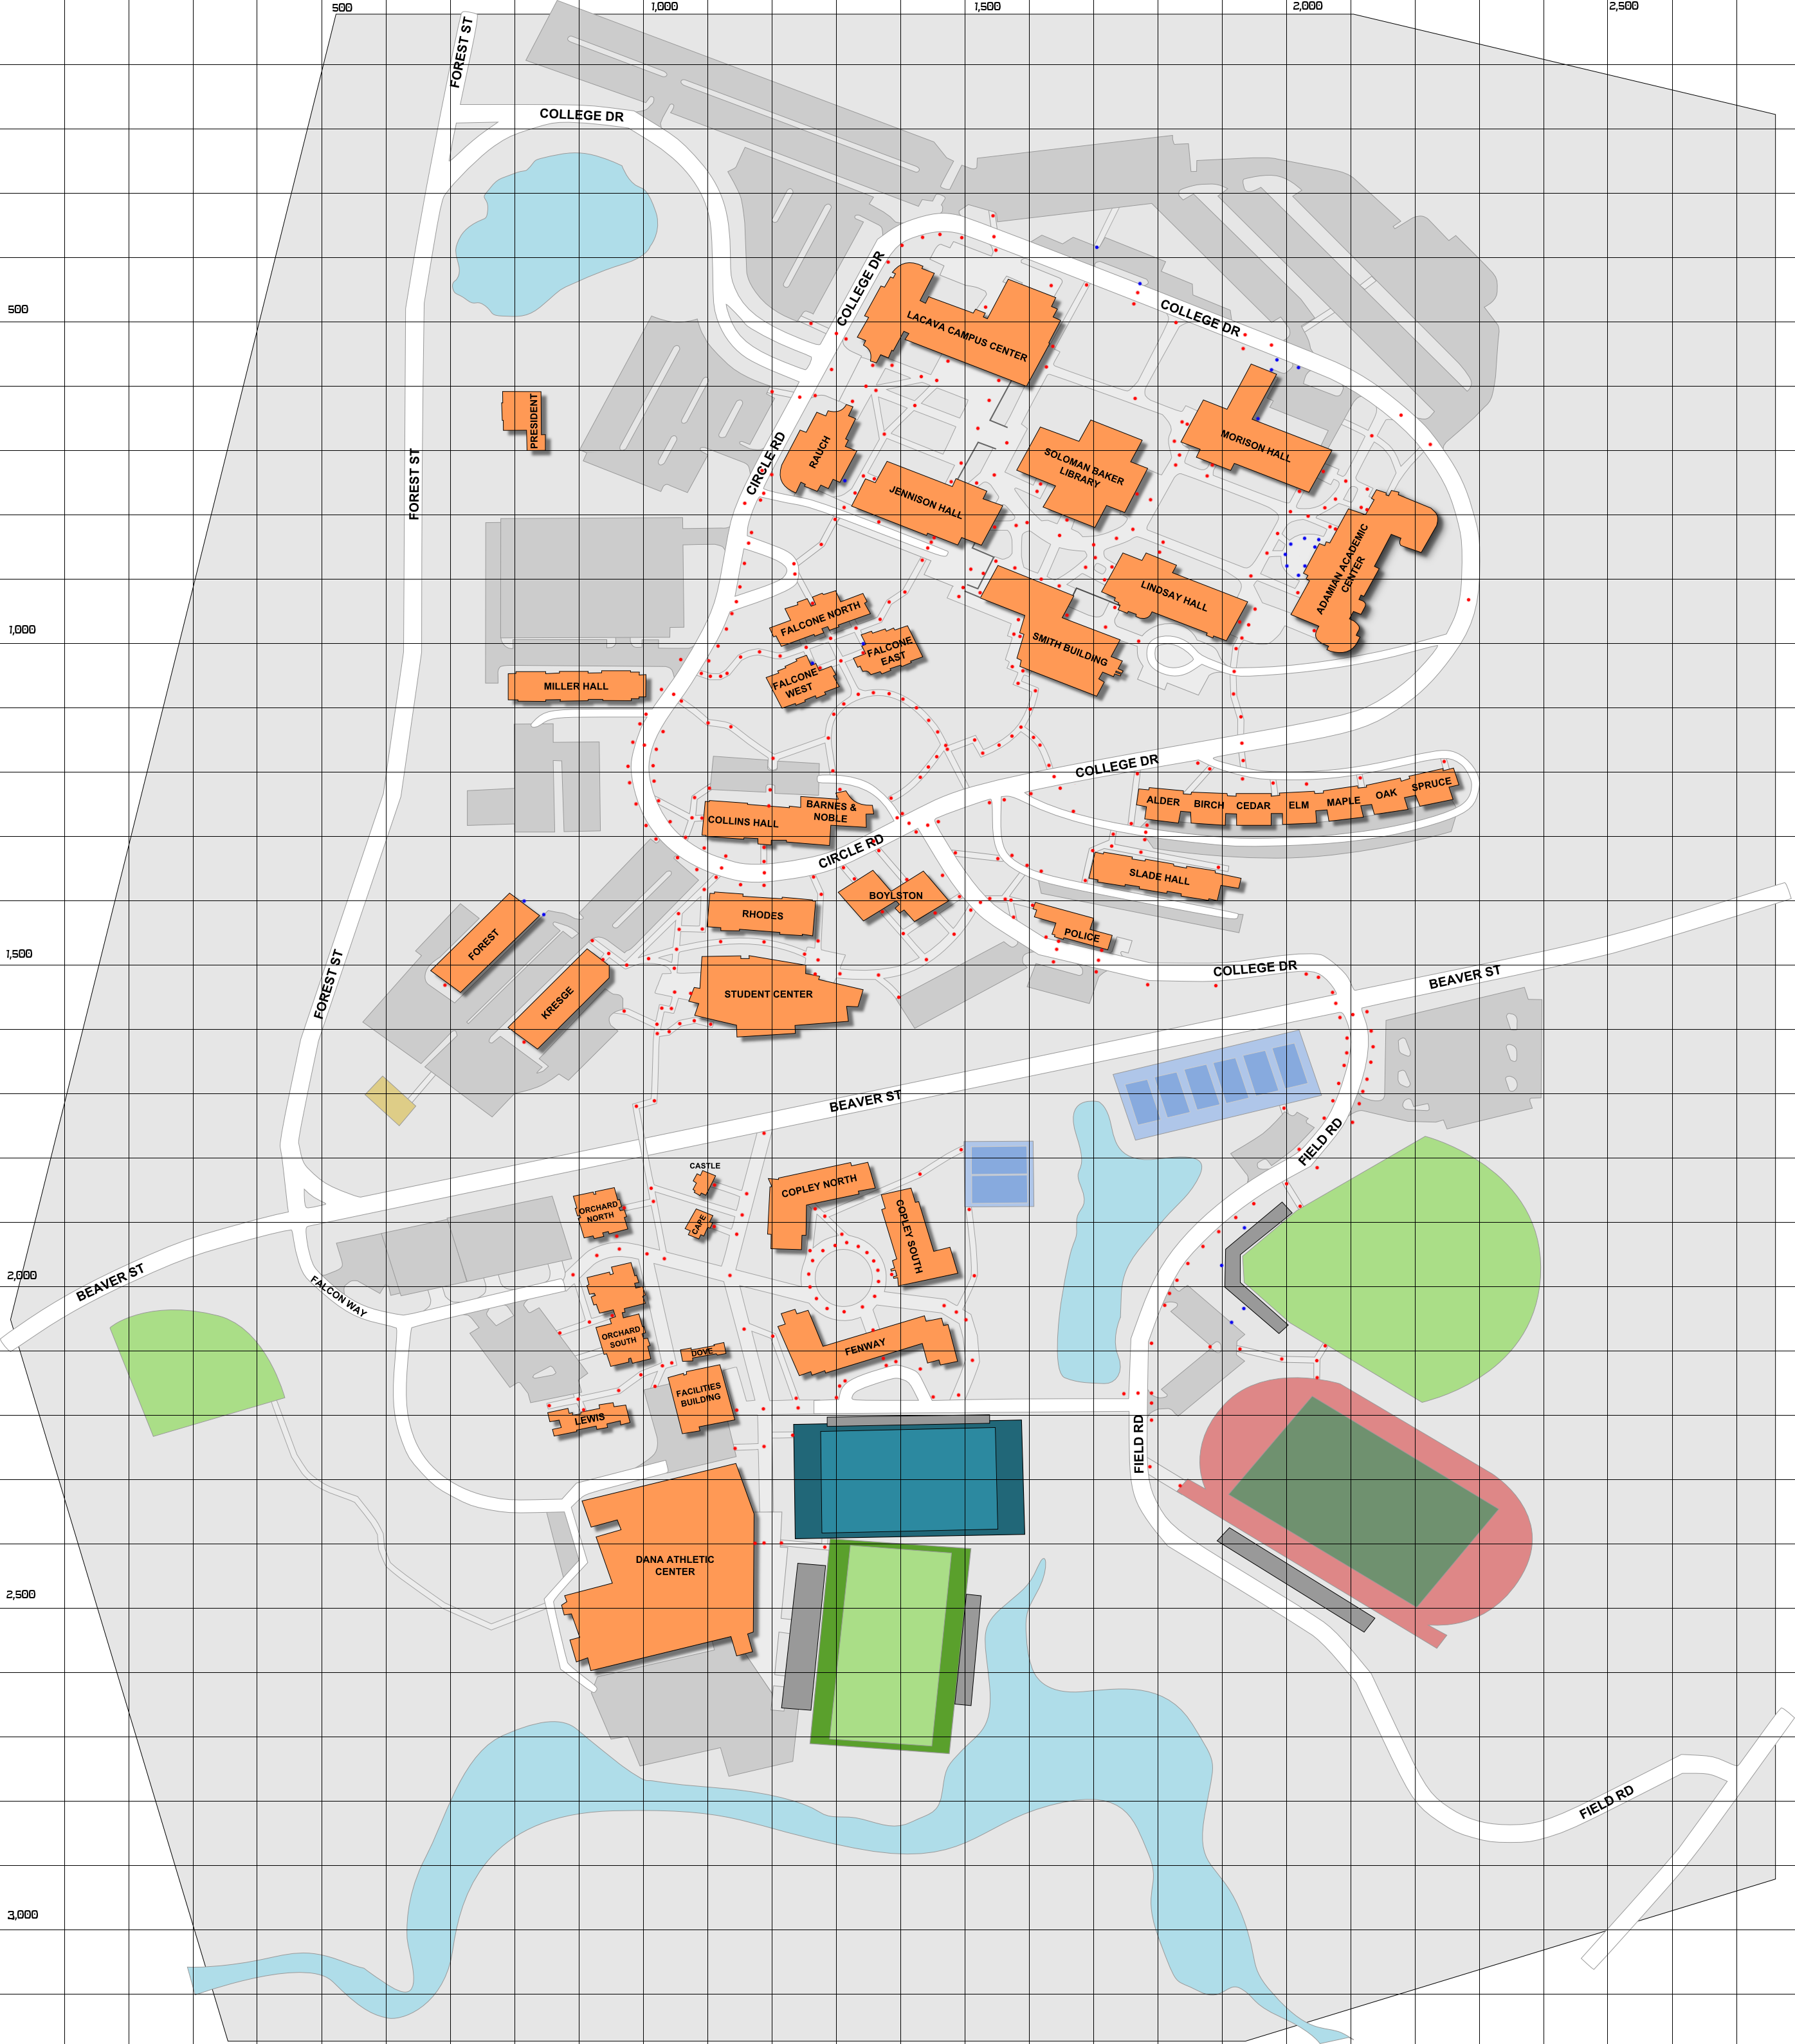 500
1,000
1,500
2,000
2,500
FOREST ST
COLLEGE DR
COLLEGE DR
500
LACAVA CAMPUS CENTER
COLLEGE DR
PRESIDENT
RAUCH
CIRCLE RD
MORISON HALL
SOLOMAN BAKER
LIBRARY
FOREST ST
JENNISON HALL
ADAMIAN ACADEMIC
CENTER
LINDSAY HALL
1,000
FALCONE NORTH
FALCONE
EAST
SMITH BUILDING
FALCONE
WEST
MILLER HALL
COLLEGE DR
ALDER
BIRCH
CEDAR
ELM
MAPLE
OAK
SPRUCE
BARNES &
NOBLE
COLLINS HALL
CIRCLE RD
SLADE HALL
BOYLSTON
RHODES
POLICE
FOREST
1,500
FOREST ST
KRESGE
STUDENT CENTER
COLLEGE DR
BEAVER ST
BEAVER ST
FIELD RD
CASTLE
COPLEY NORTH
ORCHARD
NORTH
CAPE
COPLEY SOUTH
2,000
BEAVER ST
FALCON WAY
ORCHARD
SOUTH
DOVE
FENWAY
FACILITIES
BUILDING
LEWIS
FIELD RD
DANA ATHLETIC
CENTER
2,500
FIELD RD
3,000